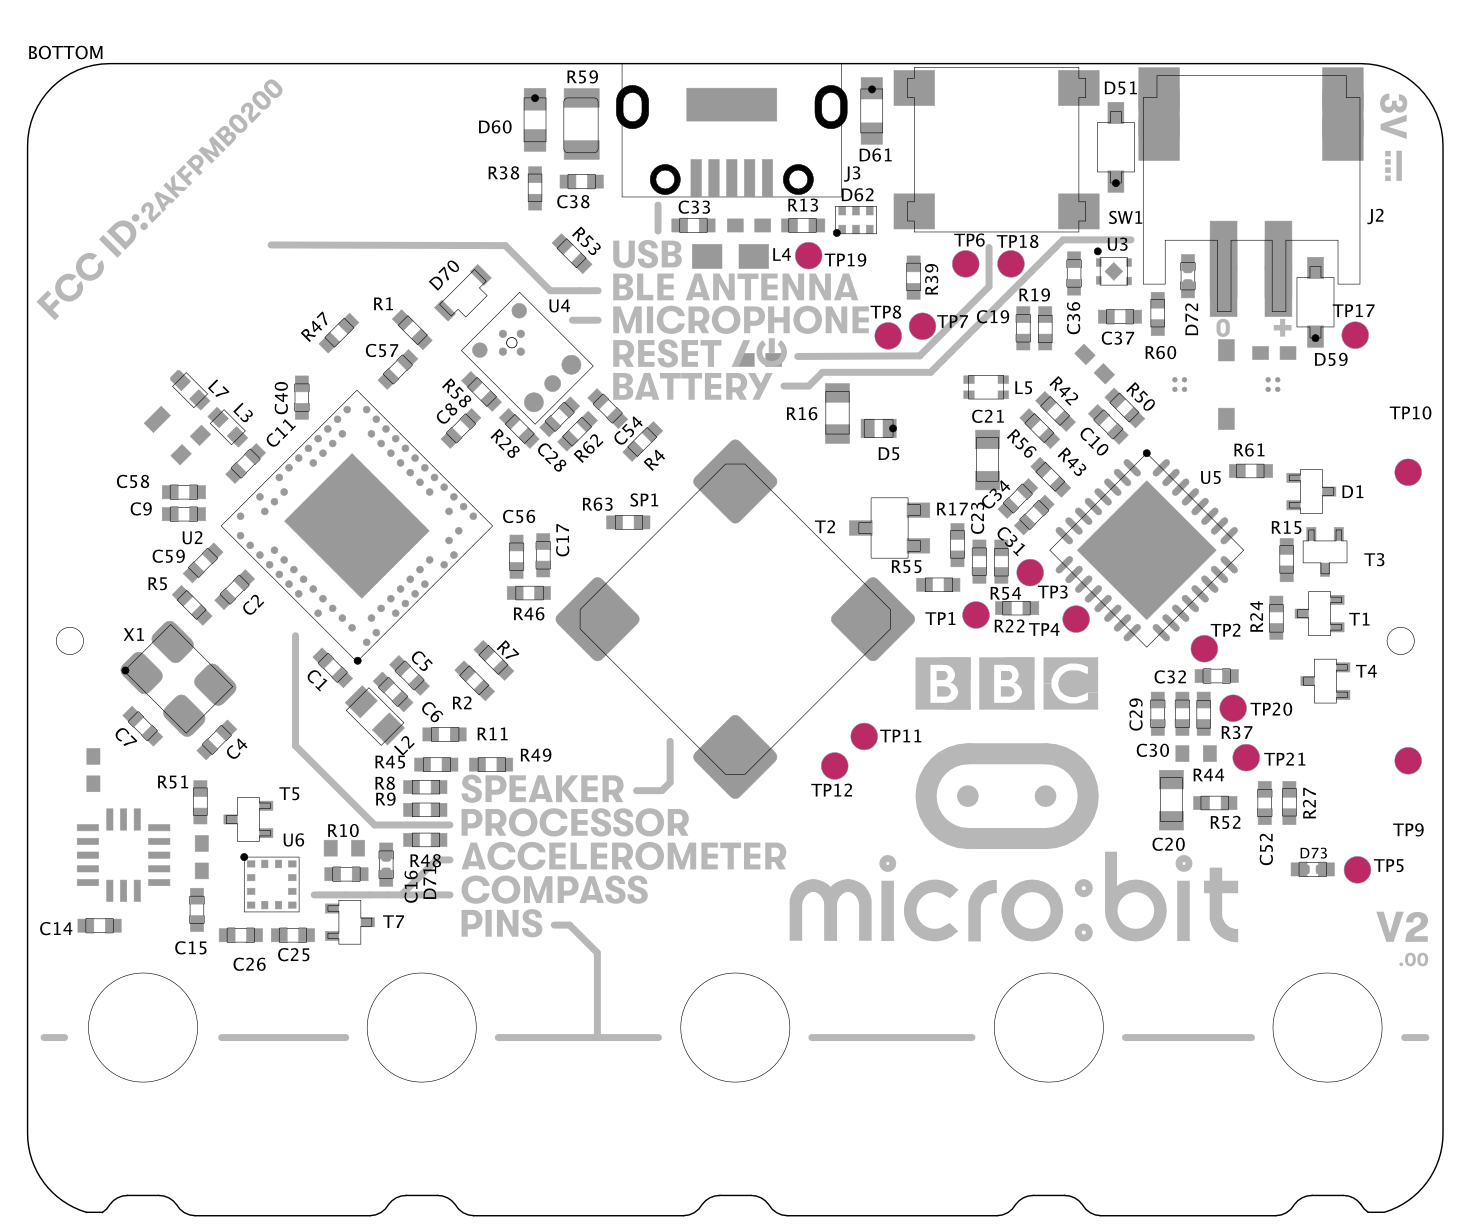 BOTTOM
FCC ID:2AKFPMB0200
R59
D60
R38
C38
D61
J3
D62
C33
R13
L4
TP19
D51
SW1
3V
J2
U3
TP6
TP18
R39
TP8
TP7
C19
R19
C36
C37
R60
D72
0
+
TP17
D59
R53
D70
U4
R1
R47
C57
USB
BLE ANTENNA
MICROPHONE
RESET /
BATTERY
L7
L3
C40
C11
R58
C8
R28
C28
R62
C54
R4
R16
D5
L5
C21
R42
R56
R43
R50
C10
C34
TP10
R61
U5
D1
C58
C9
U2
C59
R5
C2
X1
C56
C17
R46
R63
SP1
T2
R17
C23
C31
R55
R54
TP3
R22
TP1
TP4
R15
T3
R24
T1
TP2
T4
C32
C29
TP20
R37
C30
TP21
C1
C5
C6
L2
R7
R2
C7
C4
R11
R45
R49
R8
R9
R48
R51
T5
U6
R10
C16
D71
T7
C14
C15
C26
C25
SPEAKER
PROCESSOR
ACCELEROMETER
COMPASS
PINS
TP11
TP12
BBC
micro:bit
R44
R52
C20
C52
R27
D73
TP9
TP5
V2
.00